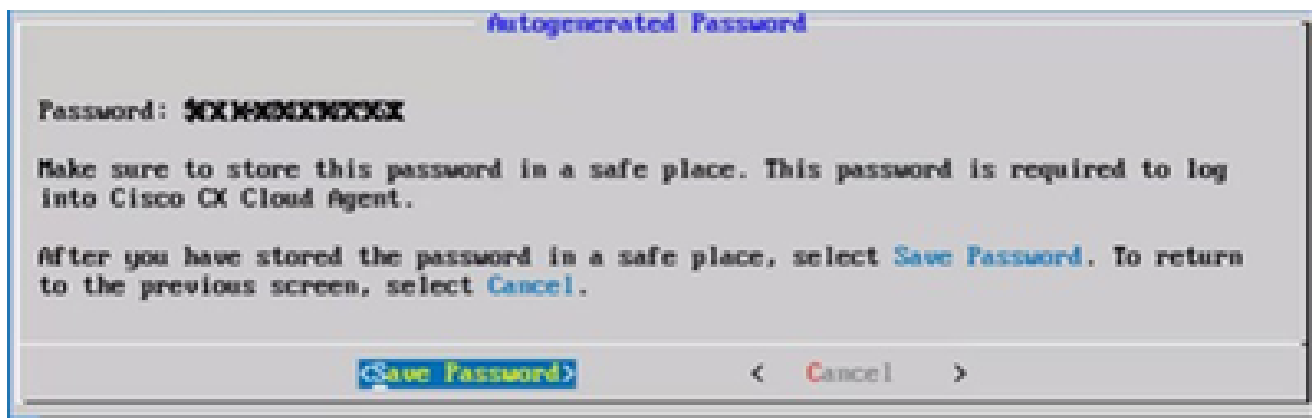 Autogenerated Password
Password:
Make sure to store this password in a safe place. This password is required to log
into Cisco CX Cloud Agent.
After you have stored the password in a safe place, select Save Password. To return
to the previous screen, select Cancel.
<Save Password> < Cancel >